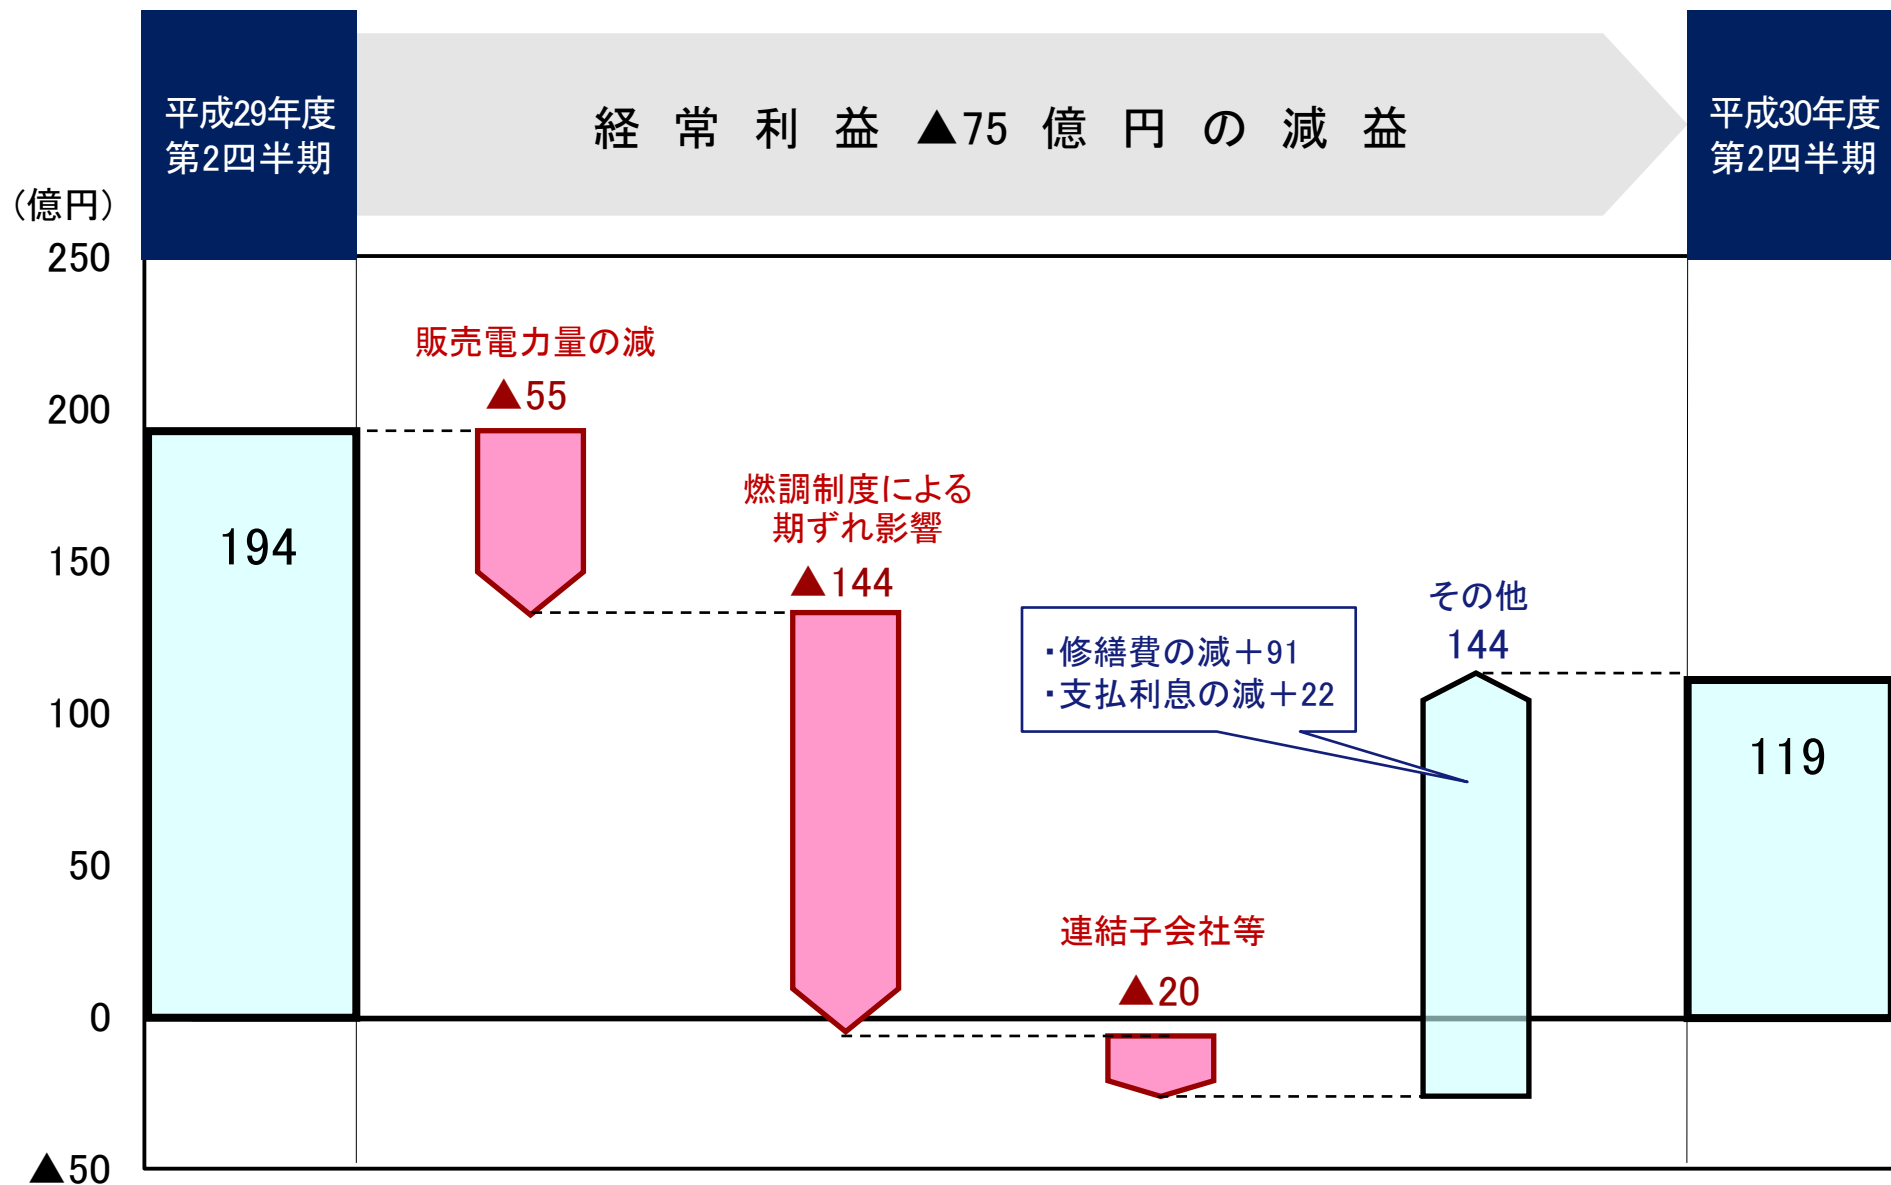 平成29年度
第2四半期
経常利益▲75億円の減益
平成30年度
第2四半期
(億円)
250
200
150
100
50
0
▲50
194
販売電力量の減
▲55
燃調制度による
期ずれ影響
▲144
連結子会社等
▲20
・修繕費の減＋91
・支払利息の減＋22
その他
144
119